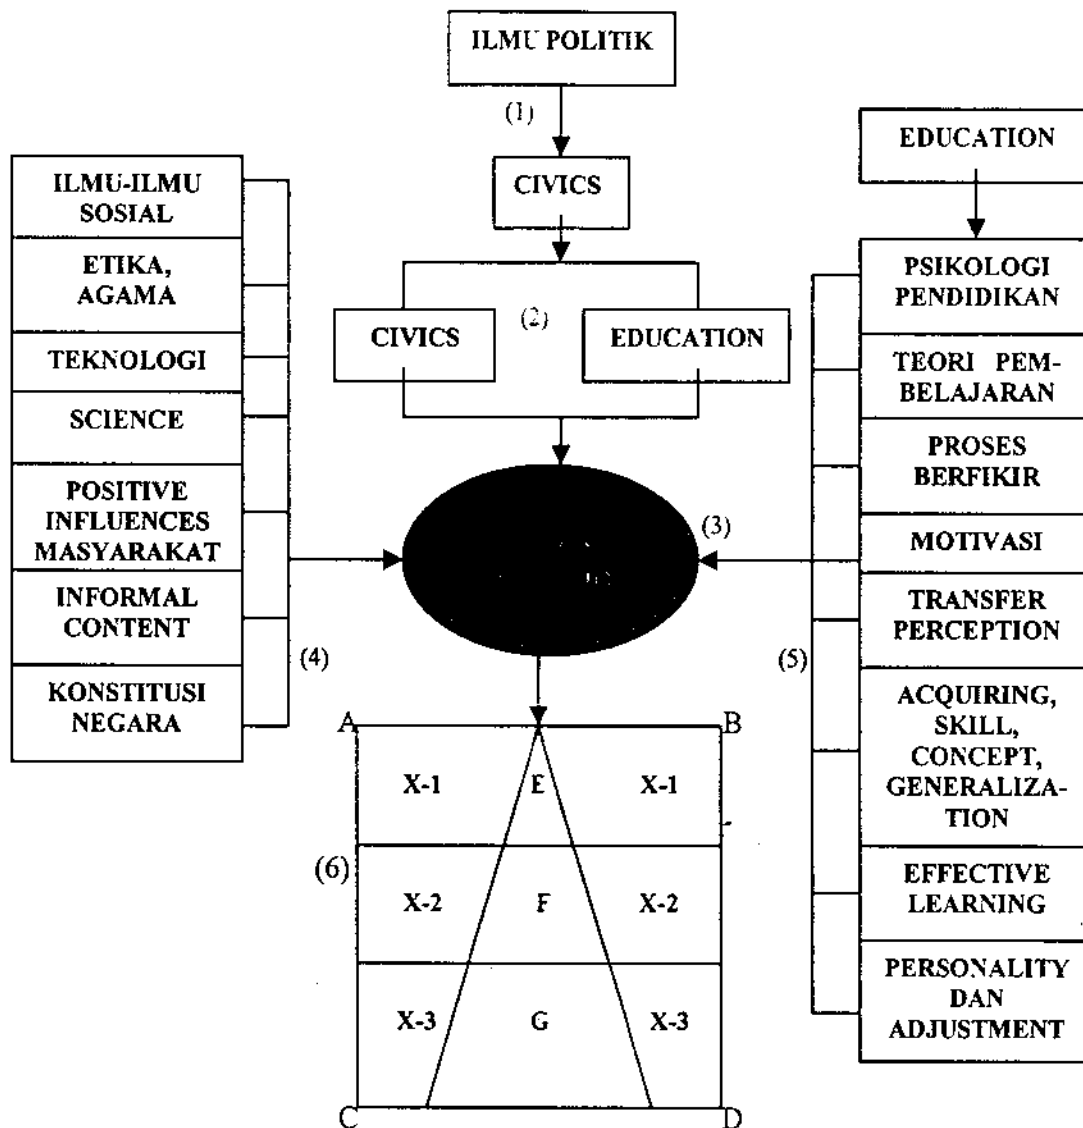 ILMU POLITIK
(1)
CIVICS
(2)
CIVICS
EDUCATION
(3)
ILMU-ILMU
SOSIAL
ETIKA,
AGAMA
TEKNOLOGI
SCIENCE
POSITIVE
INFLUENCES
MASYARAKAT
INFORMAL
CONTENT
KONSTITUSI
NEGARA
(4)
EDUCATION
PSIKOLOGI
PENDIDIKAN
TEORI PEM-
BELAJARAN
PROSES
BERFIKIR
MOTIVASI
TRANSFER
PERCEPTION
ACQUIRING,
SKILL,
CONCEPT,
GENERALIZA-
TION
EFFECTIVE
LEARNING
PERSONALITY
DAN
ADJUSTMENT
(5)
A B
X-1 E X-1
(6)
X-2 F X-2
X-3 G X-3
C D